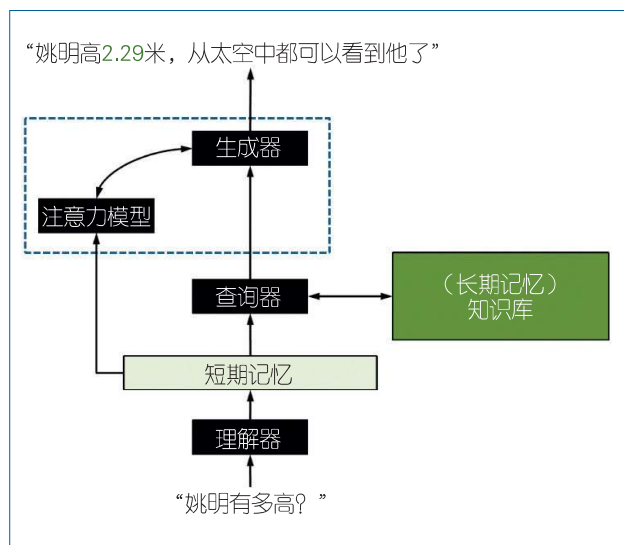 “姚明高2.29米，从太空中都可以看到他了”
生成器
注意力模型
查询器
（长期记忆）
知识库
短期记忆
理解器
“姚明有多高？”